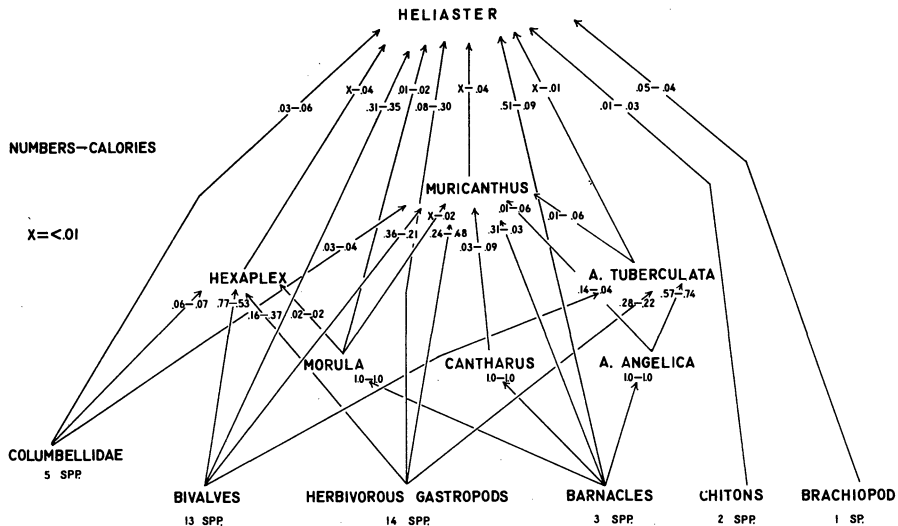 HELIASTER
X–.04
.01–.02
X–.04
X–.01
.05–.04
.03–.06
.31–.35
.08–.30
.51–.09
.01–.03
NUMBERS–CALORIES
MURICANTHUS
X–.02
.01–.06
.01–.06
X=<.01
.36–.21
.24–.48
.31–.03
.03–.04
.03–.09
HEXAPLEX
A. TUBERCULATA
.14–.04
.57–.74
.06–.07
.77–.53
.28–.22
.16–.37
.02–.02
MORULA
CANTHARUS
A. ANGELICA
1.0–1.0
1.0–1.0
1.0–1.0
COLUMBELLIDAE
5 SPP.
BIVALVES
HERBIVOROUS GASTROPODS
BARNACLES
CHITONS
BRACHIOPOD
13 SPP.
14 SPP.
3 SPP.
2 SPP.
1 SP.